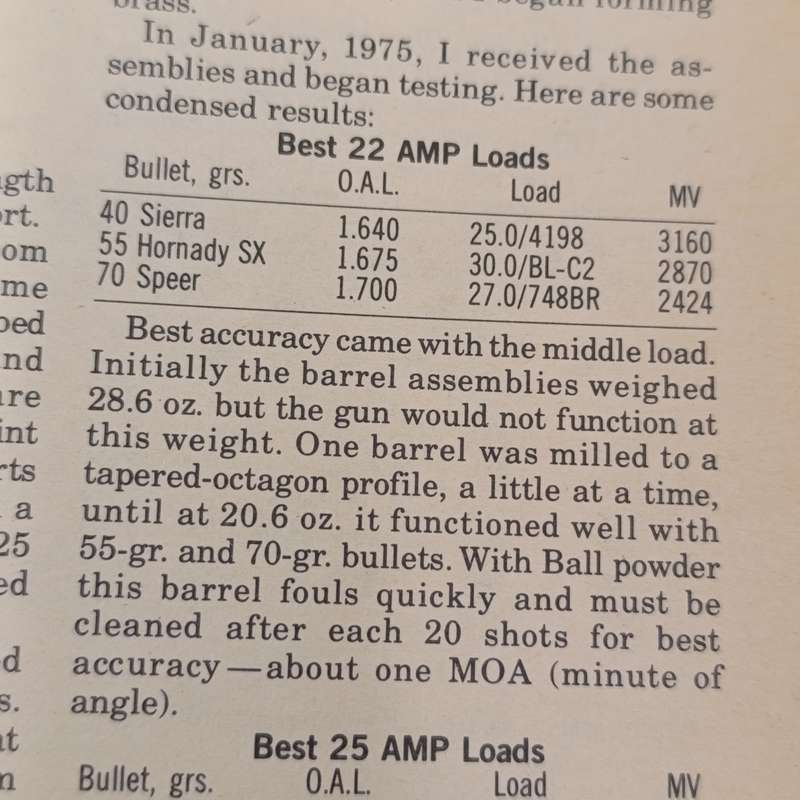 brass.
forming
In January, 1975, I received the as-
semblies and began testing. Here are some
condensed results:
Best 22 AMP Loads
Bullet, grs. O.A.L. Load MV
40 Sierra 1.640 25.0/4198 3160
55 Hornady SX 1.675 30.0/BL-C2 2870
70 Speer 1.700 27.0/748BR 2424
Best accuracy came with the middle load.
Initially the barrel assemblies weighed
28.6 oz. but the gun would not function at
this weight. One barrel was milled to a
tapered-octagon profile, a little at a time,
until at 20.6 oz. it functioned well with
55-gr. and 70-gr. bullets. With Ball powder
this barrel fouls quickly and must be
cleaned after each 20 shots for best
accuracy—about one MOA (minute of
angle).
Best 25 AMP Loads
Bullet, grs. O.A.L. Load MV